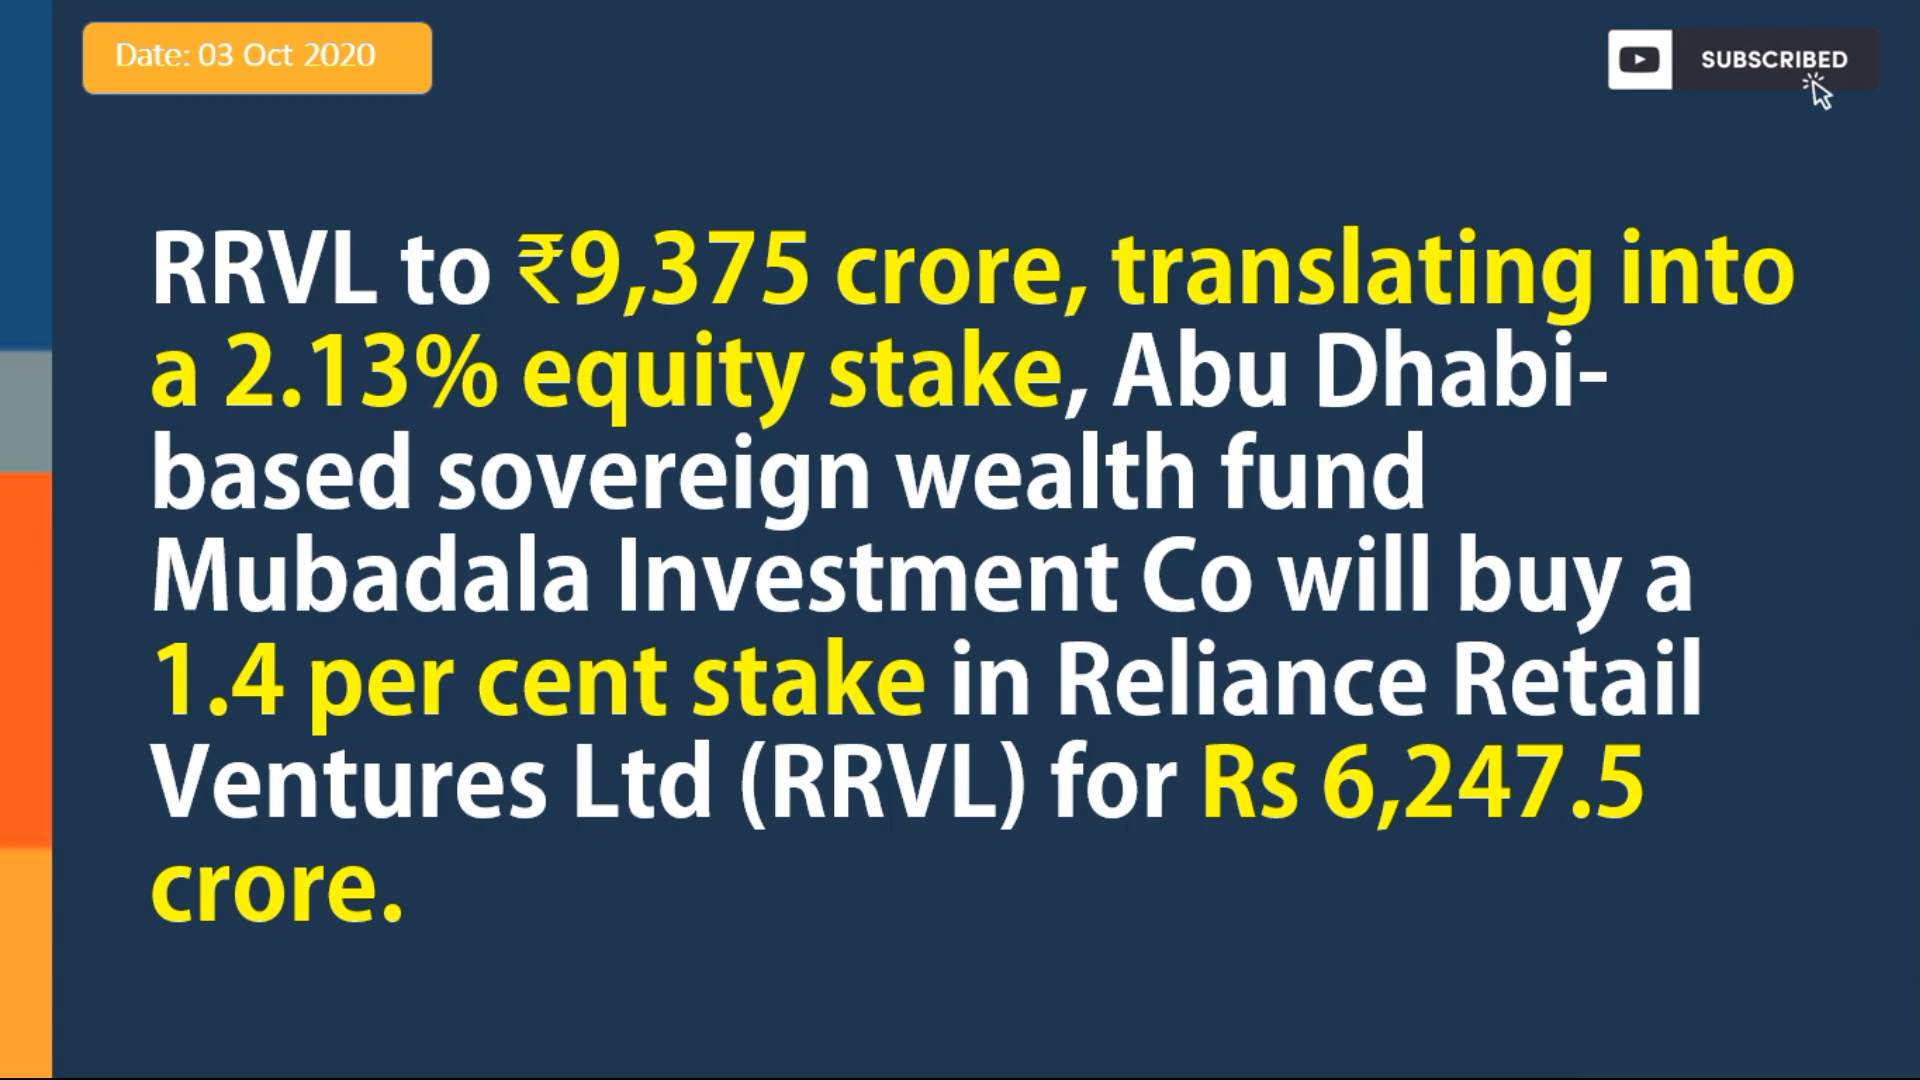 Date: 03 Oct 2020
SUBSCRIBED
RRVL to ₹9,375 crore, translating into
a 2.13% equity stake, Abu Dhabi-
based sovereign wealth fund
Mubadala Investment Co will buy a
1.4 per cent stake in Reliance Retail
Ventures Ltd (RRVL) for Rs 6,247.5
crore.